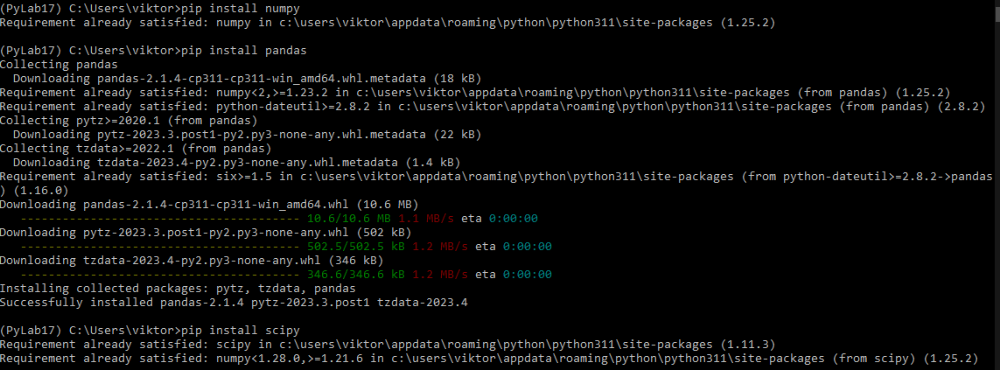 (PyLab17) C:\Users\viktor>pip install numpy
Requirement already satisfied: numpy in c:\users\viktor\appdata\roaming\python\python311\site-packages (1.25.2)
(PyLab17) C:\Users\viktor>pip install pandas
Collecting pandas
  Downloading pandas-2.1.4-cp311-cp311-win_amd64.whl.metadata (18 kB)
Requirement already satisfied: numpy<2,>=1.23.2 in c:\users\viktor\appdata\roaming\python\python311\site-packages (from pandas) (1.25.2)
Requirement already satisfied: python-dateutil>=2.8.2 in c:\users\viktor\appdata\roaming\python\python311\site-packages (from pandas) (2.8.2)
Collecting pytz>=2020.1 (from pandas)
  Downloading pytz-2023.3.post1-py2.py3-none-any.whl.metadata (22 kB)
Collecting tzdata>=2022.1 (from pandas)
  Downloading tzdata-2023.4-py2.py3-none-any.whl.metadata (1.4 kB)
Requirement already satisfied: six>=1.5 in c:\users\viktor\appdata\roaming\python\python311\site-packages (from python-dateutil>=2.8.2->pandas
) (1.16.0)
Downloading pandas-2.1.4-cp311-cp311-win_amd64.whl (10.6 MB)
   ---------------------------------------- 10.6/10.6 MB 1.1 MB/s eta 0:00:00
Downloading pytz-2023.3.post1-py2.py3-none-any.whl (502 kB)
   ---------------------------------------- 502.5/502.5 kB 1.2 MB/s eta 0:00:00
Downloading tzdata-2023.4-py2.py3-none-any.whl (346 kB)
   ---------------------------------------- 346.6/346.6 kB 1.2 MB/s eta 0:00:00
Installing collected packages: pytz, tzdata, pandas
Successfully installed pandas-2.1.4 pytz-2023.3.post1 tzdata-2023.4
(PyLab17) C:\Users\viktor>pip install scipy
Requirement already satisfied: scipy in c:\users\viktor\appdata\roaming\python\python311\site-packages (1.11.3)
Requirement already satisfied: numpy<1.28.0,>=1.21.6 in c:\users\viktor\appdata\roaming\python\python311\site-packages (from scipy) (1.25.2)